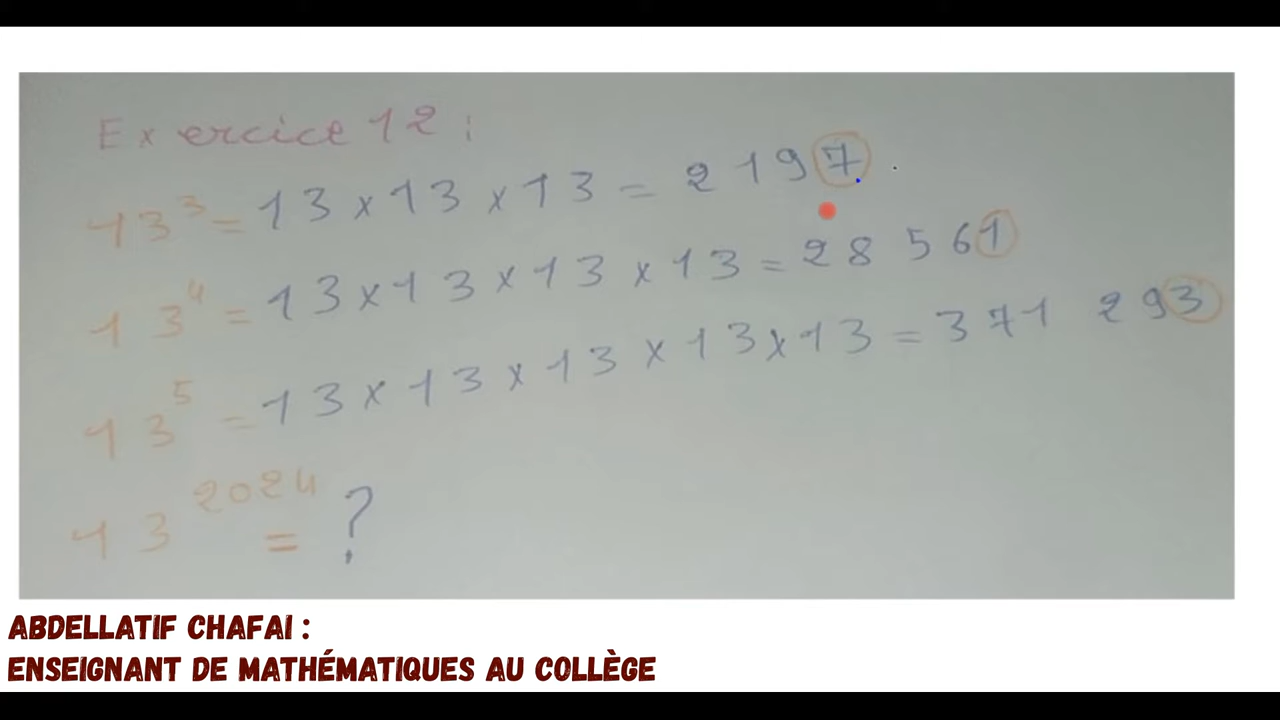 Exercice 12 :
13³ = 13 x 13 x 13 = 2197
13⁴ = 13 x 13 x 13 x 13 = 28 561
13⁵ = 13 x 13 x 13 x 13 x 13 = 371 293
13²⁰²⁴ = ?
ABDELLATIF CHAFAI :
ENSEIGNANT DE MATHÉMATIQUES AU COLLÈGE